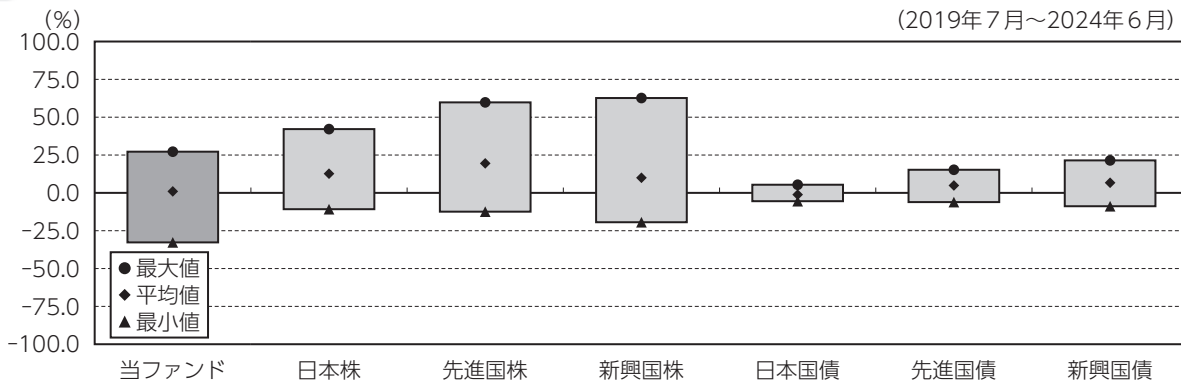 (%)
(2019年7月～2024年6月)
100.0
75.0
50.0
25.0
0.0
-25.0
-50.0
-75.0
-100.0
●最大値
◆平均値
▲最小値
当ファンド 日本株 先進国株 新興国株 日本国債 先進国債 新興国債